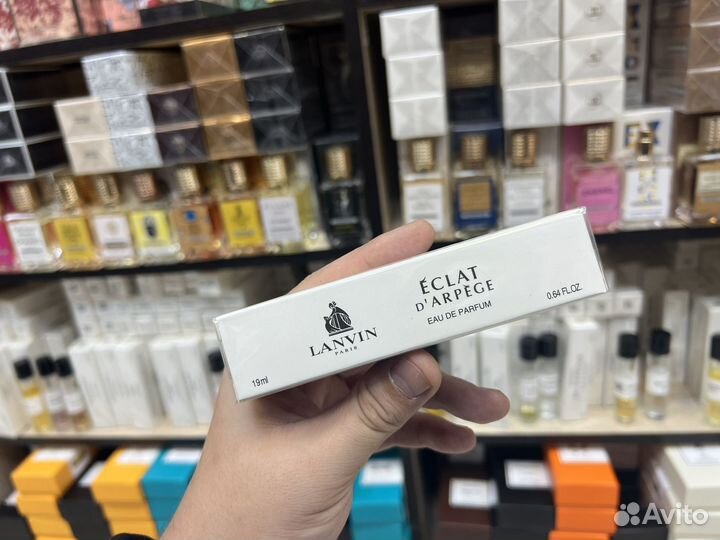 ÉCLAT
D'ARPÈGE
EAU DE PARFUM
0.64 FL.OZ.
LANVIN
PARIS
19ml
Avito